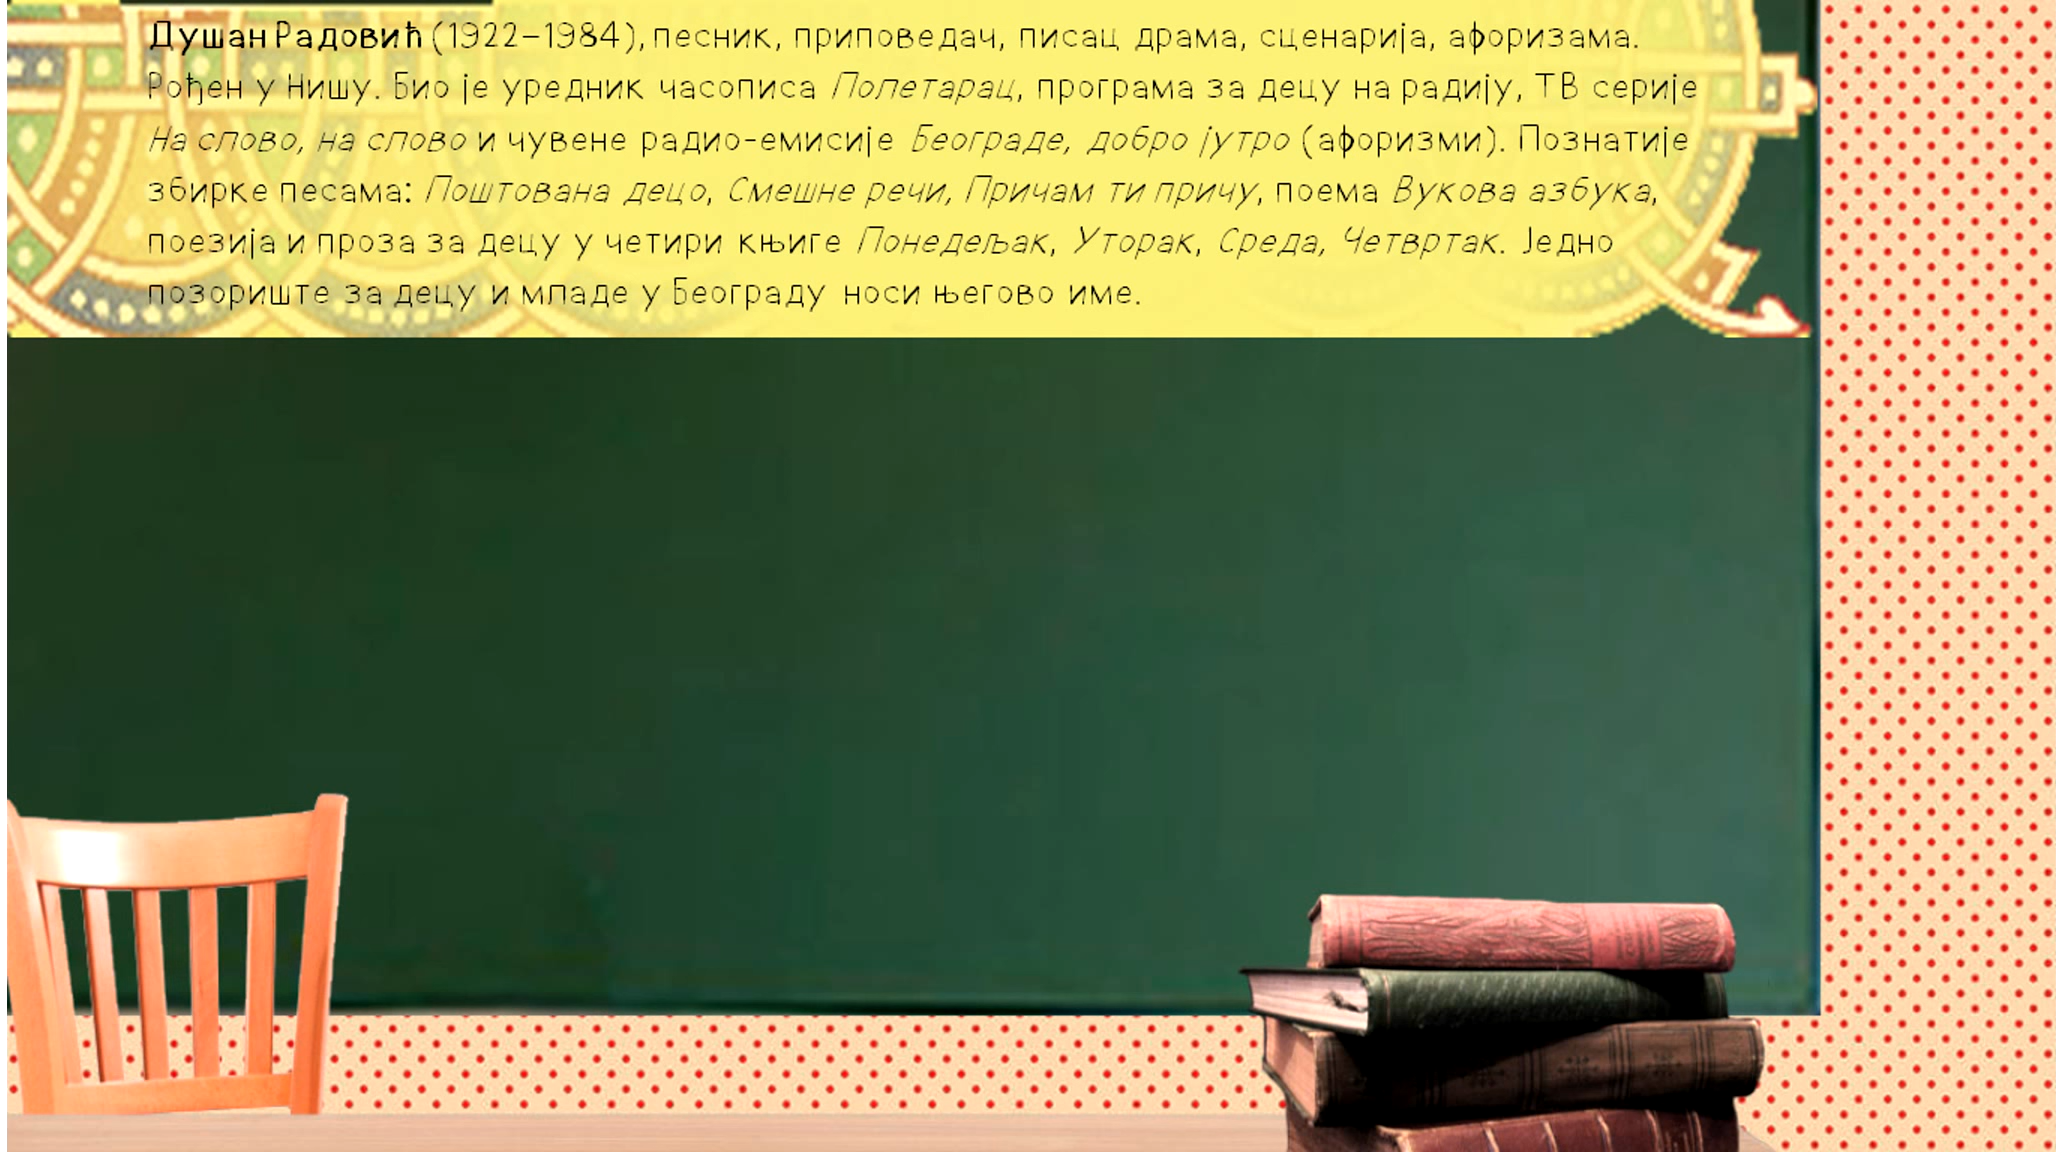 Душан Радовић (1922–1984), песник, приповедач, писац драма, сценарија, афоризама.
Рођен у Нишу. Био је уредник часописа Полетарац, програма за децу на радију, ТВ серије
На слово, на слово и чувене радио-емисије Београде, добро јутро (афоризми). Познатије
збирке песама: Поштована децо, Смешне речи, Причам ти причу, поема Вукова азбука,
поезија и проза за децу у четири књиге Понедељак, Уторак, Среда, Четвртак. Једно
позориште за децу и младе у Београду носи његово име.